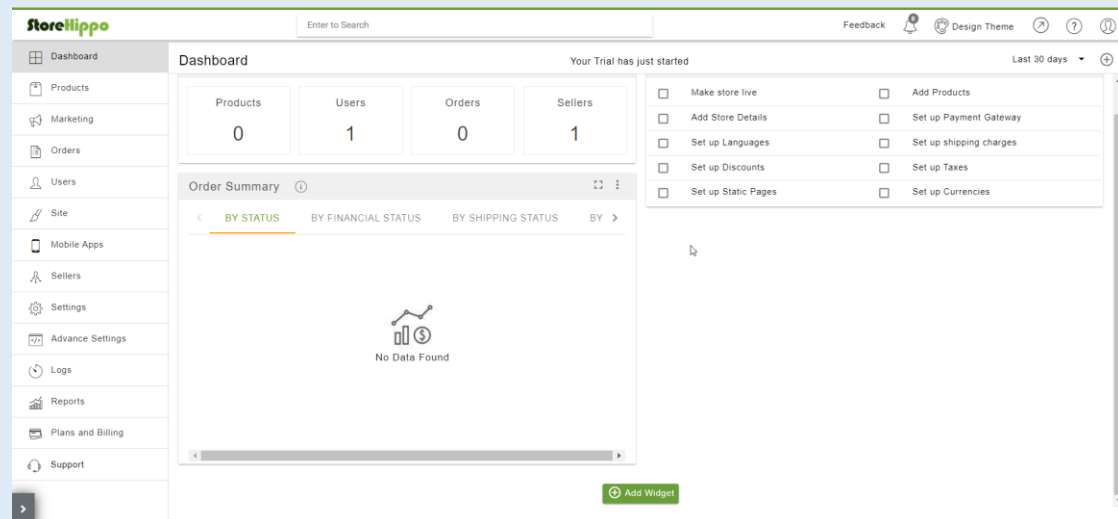 StoreHippo
Enter to Search
Feedback
0
Design Theme
Dashboard
Products
Marketing
Orders
Users
Site
Mobile Apps
Sellers
Settings
Advance Settings
Logs
Reports
Plans and Billing
Support
Dashboard
Your Trial has just started
Last 30 days
Products
Users
Orders
Sellers
0
1
0
1
Make store live
Add Products
Add Store Details
Set up Payment Gateway
Set up Languages
Set up shipping charges
Set up Discounts
Set up Taxes
Set up Static Pages
Set up Currencies
Order Summary
BY STATUS
BY FINANCIAL STATUS
BY SHIPPING STATUS
BY
No Data Found
Add Widget